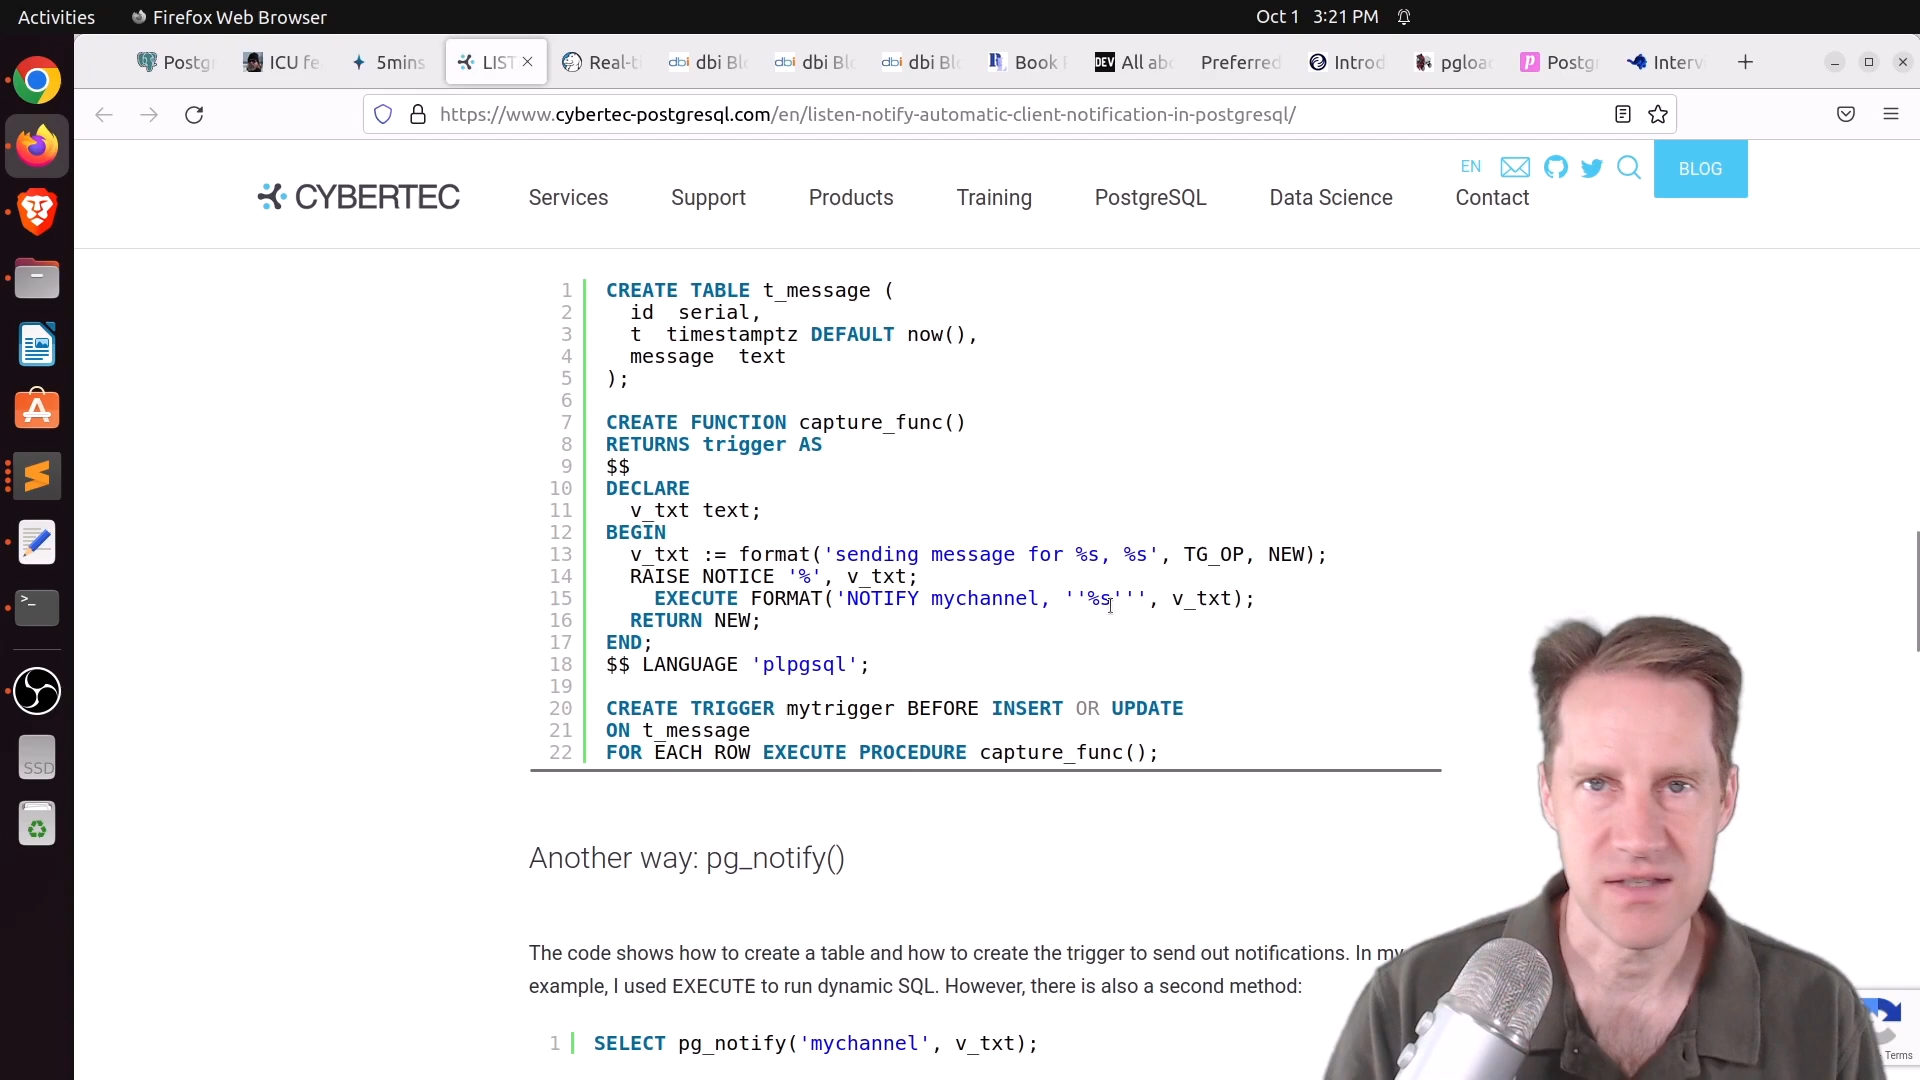 Activities
Firefox Web Browser
Oct 1 3:21 PM
Postgr
ICU fe
5mins
LIST
Real-ti
dbi Blo
dbi Blo
dbi Blo
Book
DEV All abo
Preferred
Introd
pgloa
Postg
Interv
https://www.cybertec-postgresql.com/en/listen-notify-automatic-client-notification-in-postgresql/
EN
BLOG
CYBERTEC
Services
Support
Products
Training
PostgreSQL
Data Science
Contact
1 CREATE TABLE t_message (
2 id serial,
3 t timestamptz DEFAULT now(),
4 message text
5 );
6
7 CREATE FUNCTION capture_func()
8 RETURNS trigger AS
9 $$
10 DECLARE
11 v_txt text;
12 BEGIN
13 v_txt := format('sending message for %s, %s', TG_OP, NEW);
14 RAISE NOTICE '%', v_txt;
15 EXECUTE FORMAT('NOTIFY mychannel, ''%s''', v_txt);
16 RETURN NEW;
17 END;
18 $$ LANGUAGE 'plpgsql';
19
20 CREATE TRIGGER mytrigger BEFORE INSERT OR UPDATE
21 ON t_message
22 FOR EACH ROW EXECUTE PROCEDURE capture_func();
Another way: pg_notify()
The code shows how to create a table and how to create the trigger to send out notifications. In my
example, I used EXECUTE to run dynamic SQL. However, there is also a second method:
1 SELECT pg_notify('mychannel', v_txt);
SSD
Terms